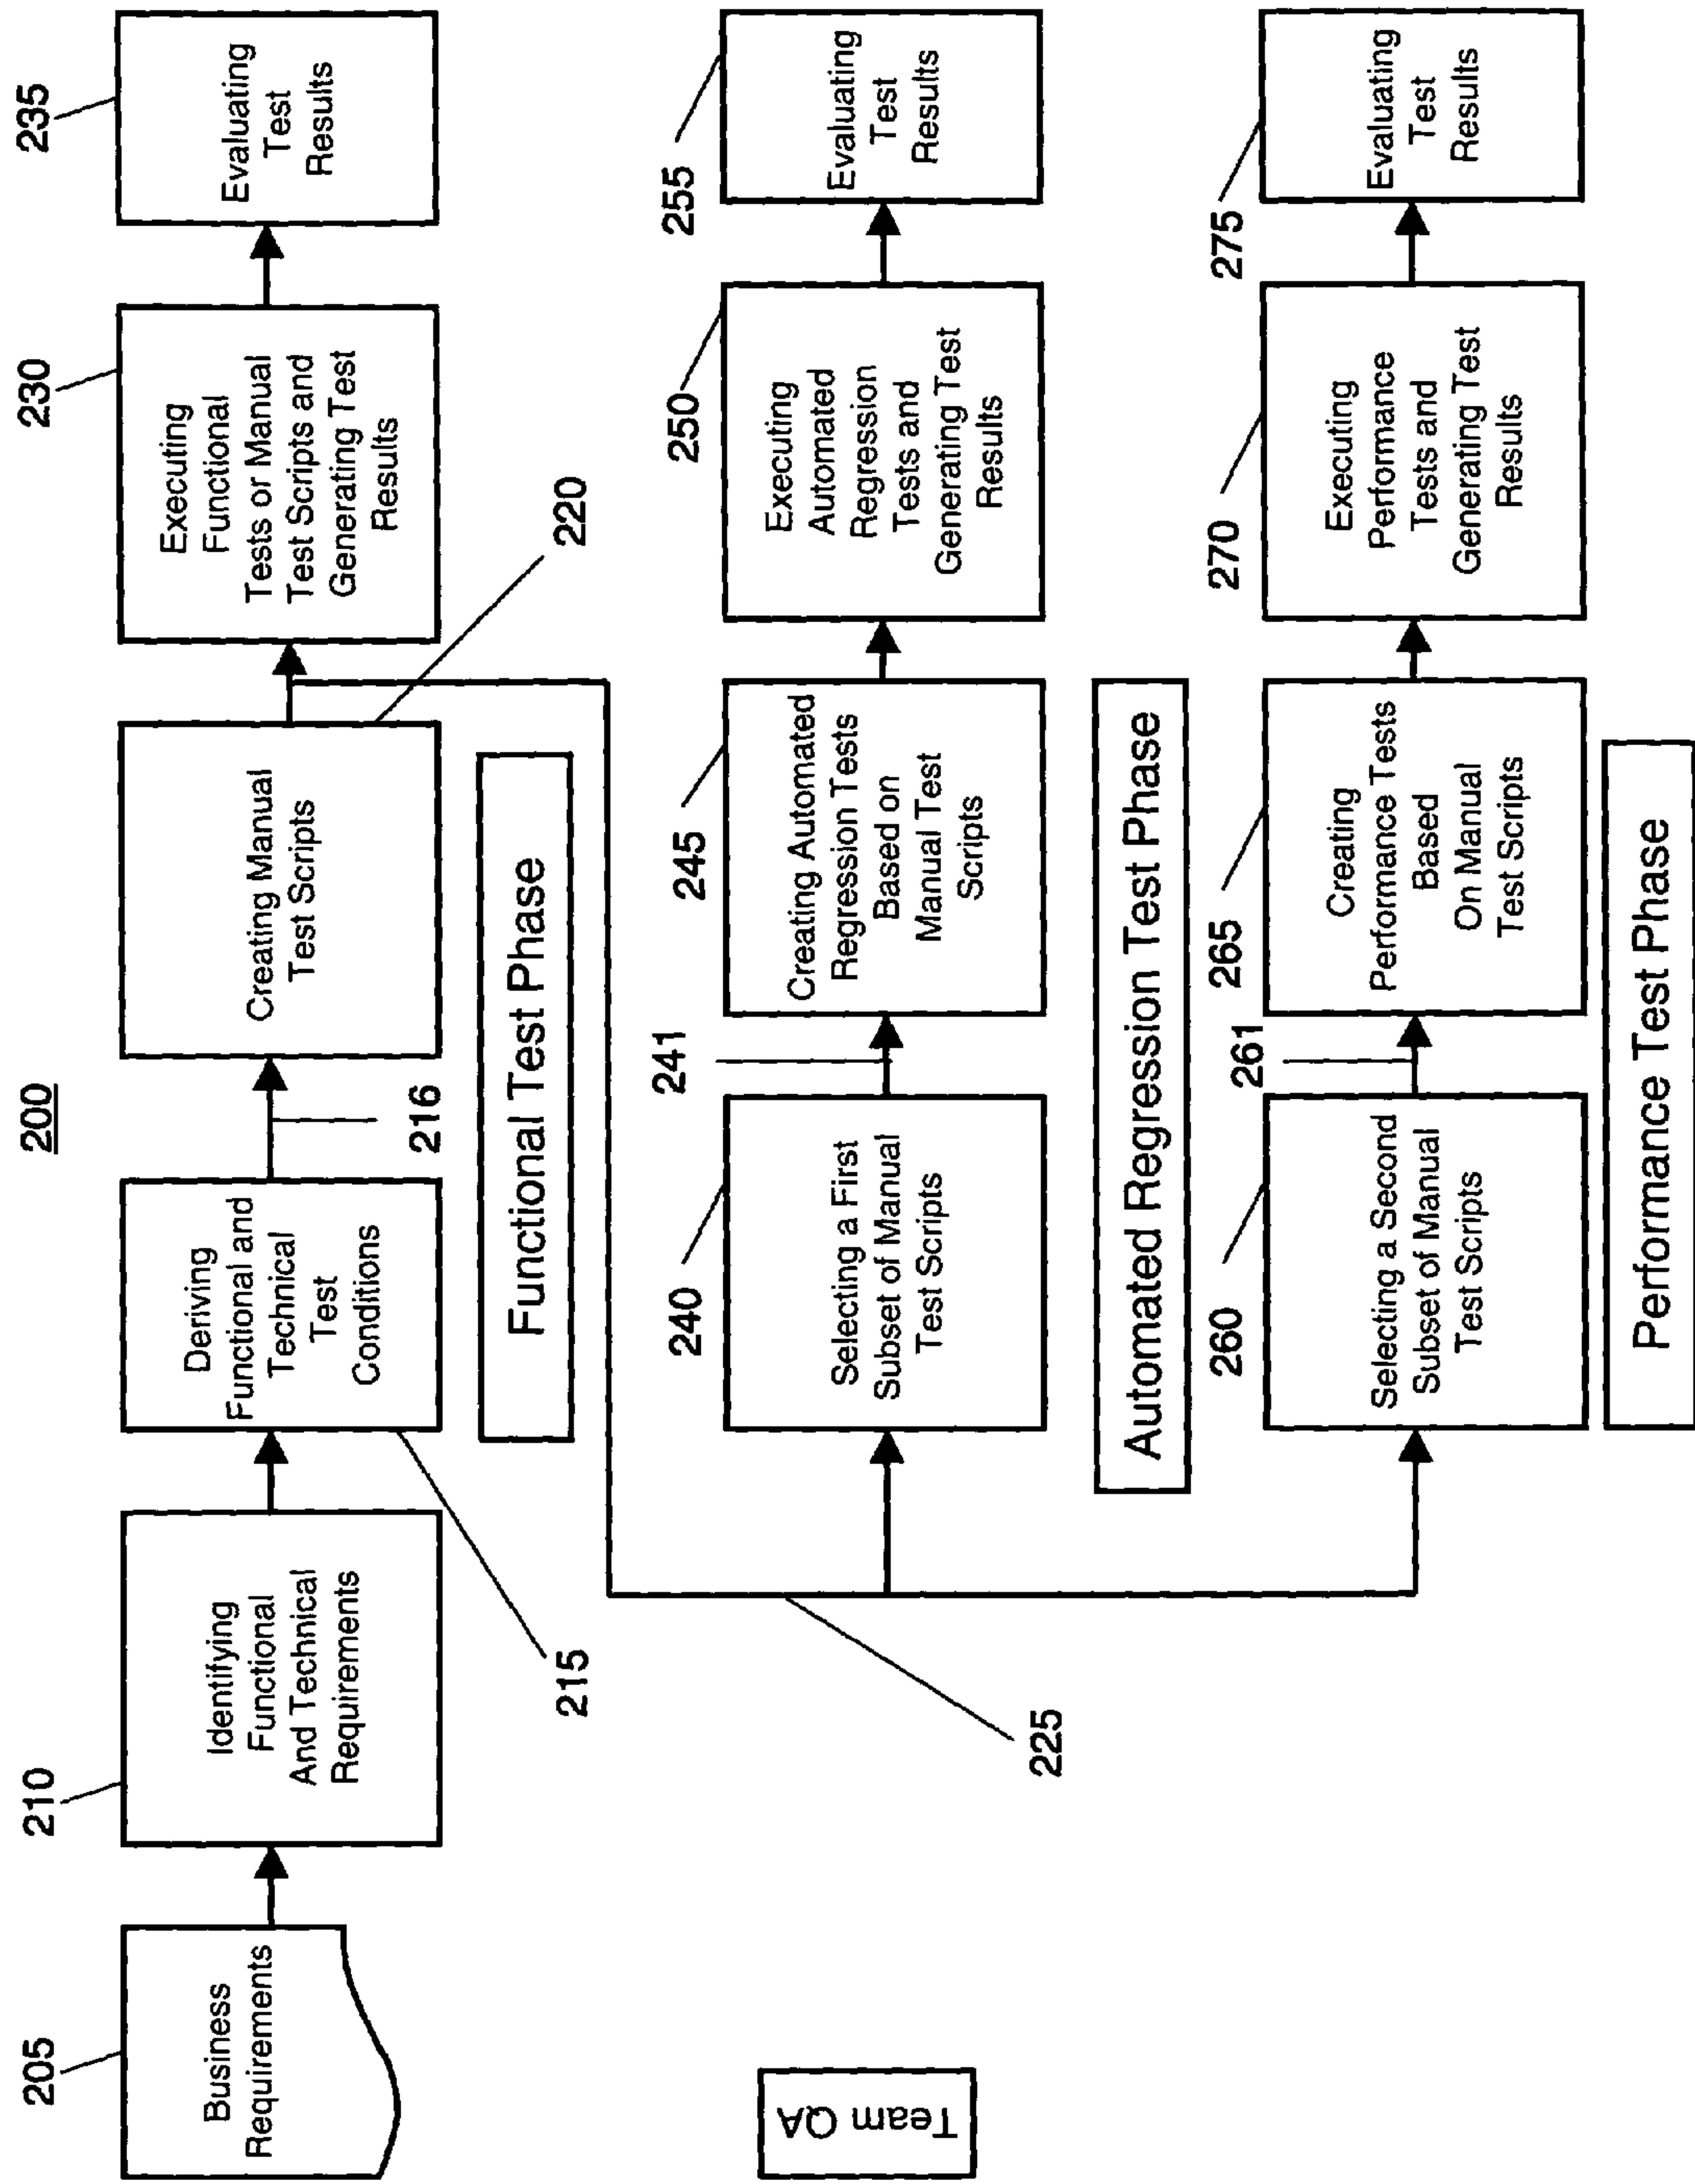 200
205
Business
Requirements
210
Identifying
Functional
And Technical
Requirements
215
Deriving
Functional and
Technical
Test
Conditions
216
Creating Manual
Test Scripts
220
230
Executing
Functional
Tests or Manual
Test Scripts and
Generating Test
Results
235
Evaluating
Test
Results
Functional Test Phase
225
Team QA
240
Selecting a First
Subset of Manual
Test Scripts
241
245
Creating Automated
Regression Tests
Based on
Manual Test
Scripts
250
Executing
Automated
Regression
Tests and
Generating Test
Results
255
Evaluating
Test
Results
Automated Regression Test Phase
260
Selecting a Second
Subset of Manual
Test Scripts
261
265
Creating
Performance Tests
Based
On Manual
Test Scripts
270
Executing
Performance
Tests and
Generating Test
Results
275
Evaluating
Test
Results
Performance Test Phase